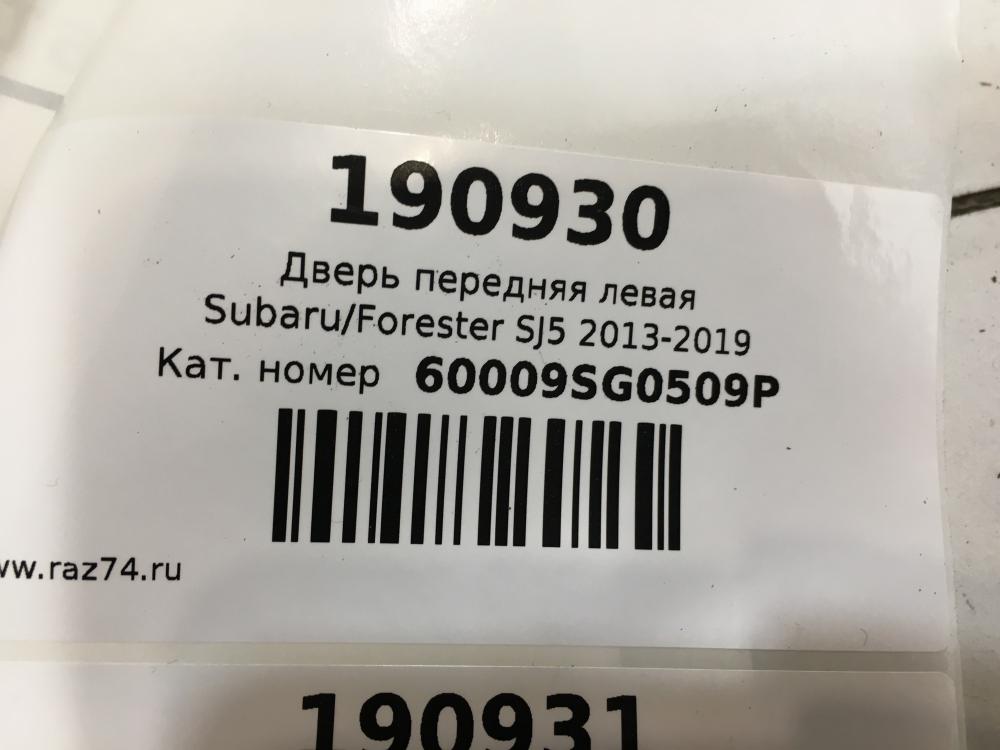 190930
Дверь передняя левая
Subaru/Forester SJ5 2013-2019
Кат. номер 60009SG0509P
ww.raz74.ru
190931